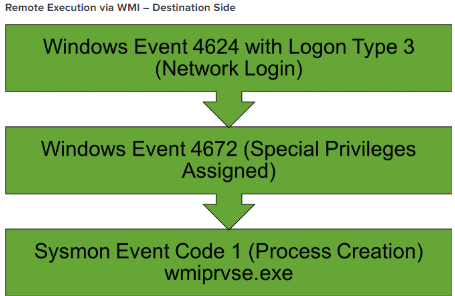 Remote Execution via WMI – Destination Side
Windows Event 4624 with Logon Type 3
(Network Login)
Windows Event 4672 (Special Privileges
Assigned)
Sysmon Event Code 1 (Process Creation)
wmiprvse.exe